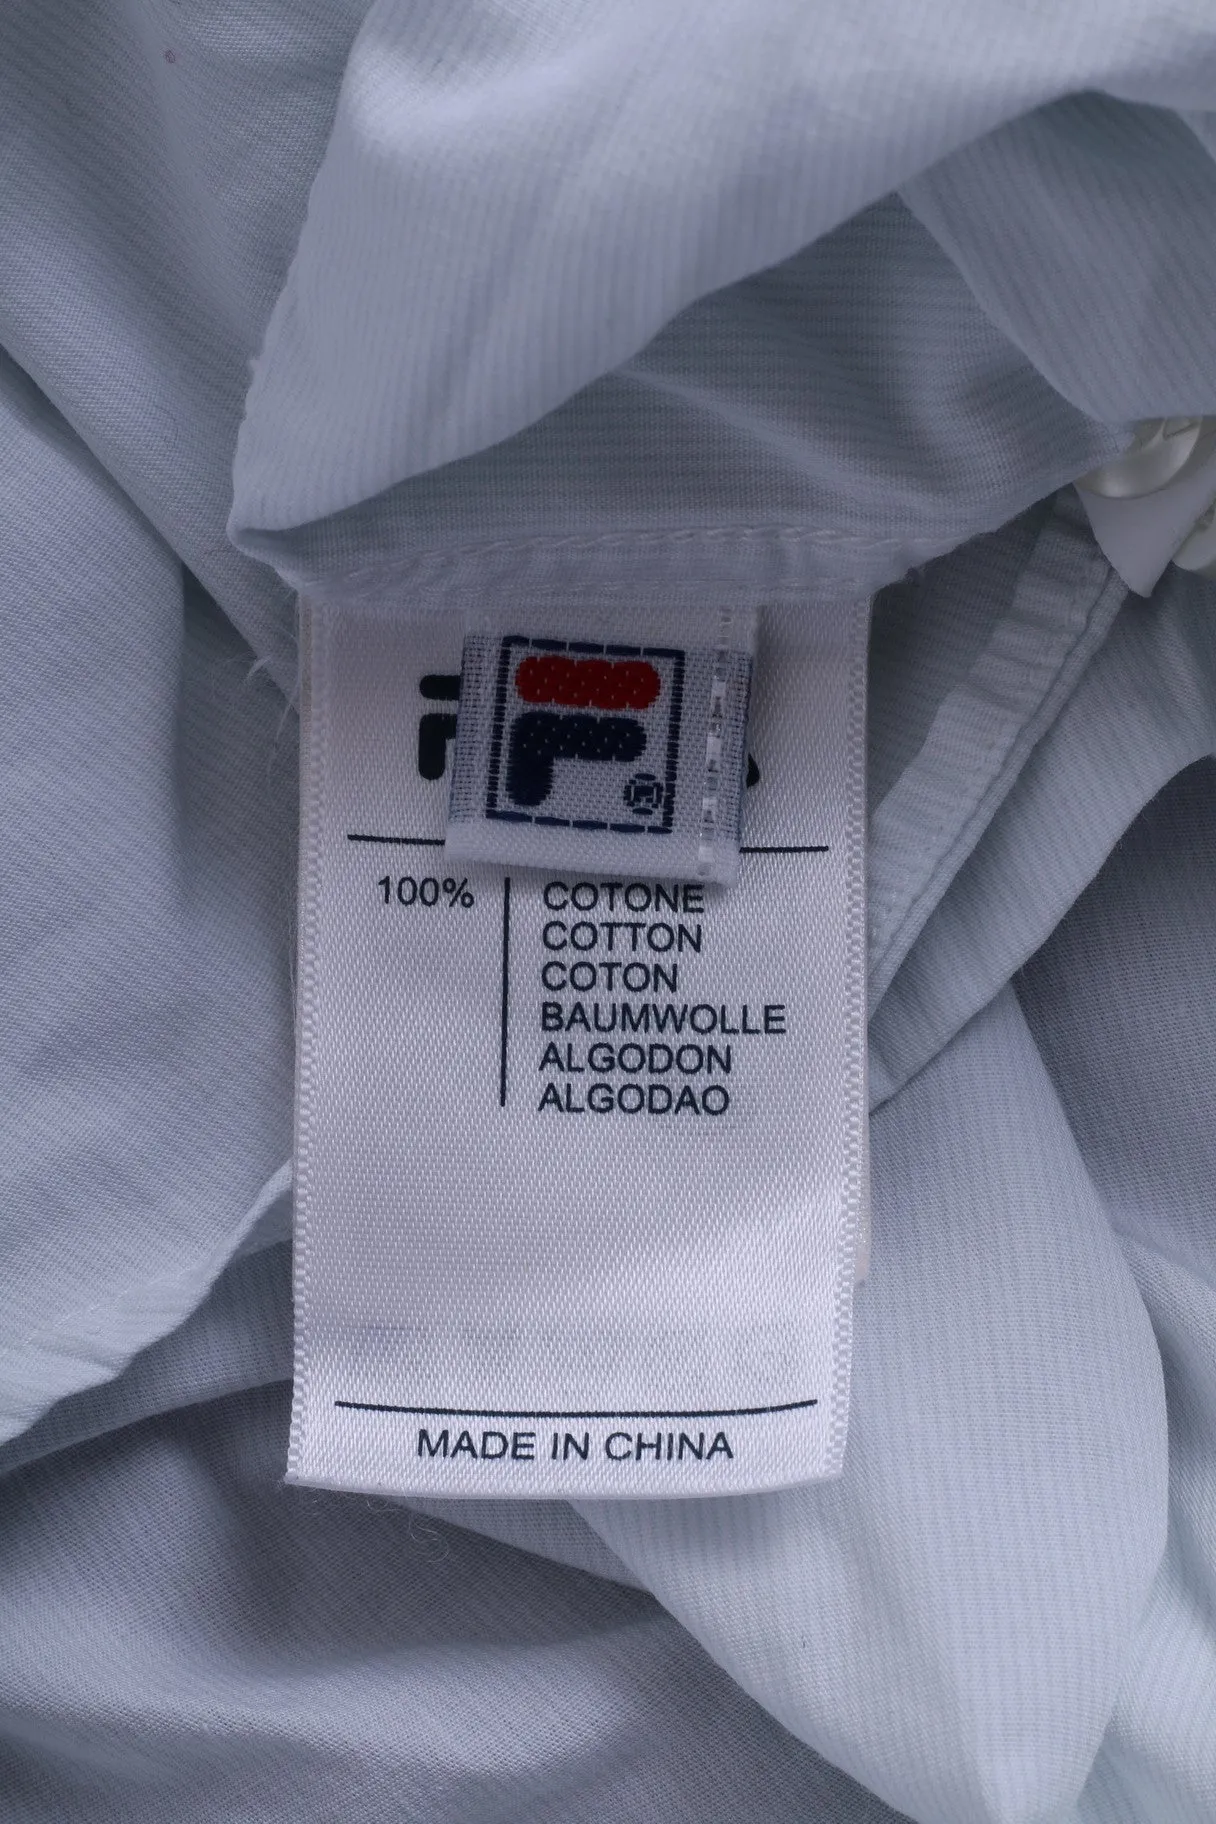 F
®
100%
COTONE
COTTON
COTON
BAUMWOLLE
ALGODON
ALGODAO
MADE IN CHINA